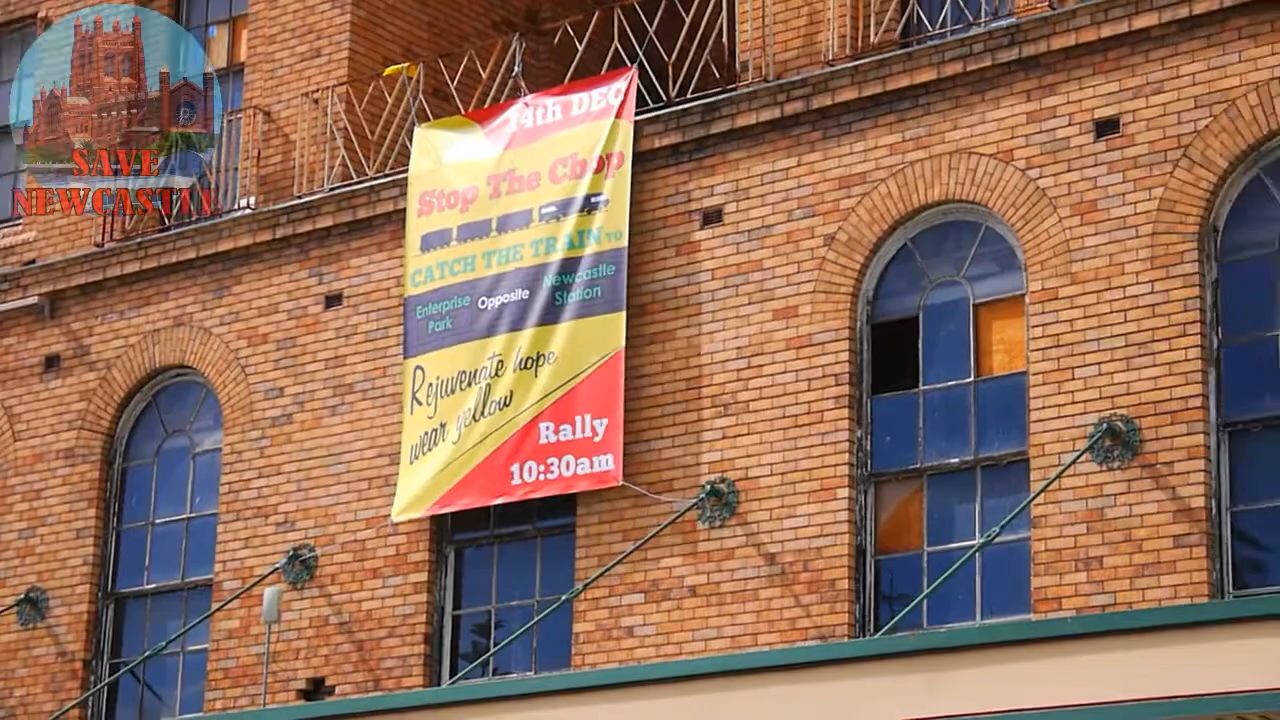 SAVE
NEWCASTLE
14th DEC
Stop The Chop
CATCH THE TRAIN TO
Enterprise Park Opposite Newcastle Station
Rejuvenate hope
wear yellow
Rally
10:30am